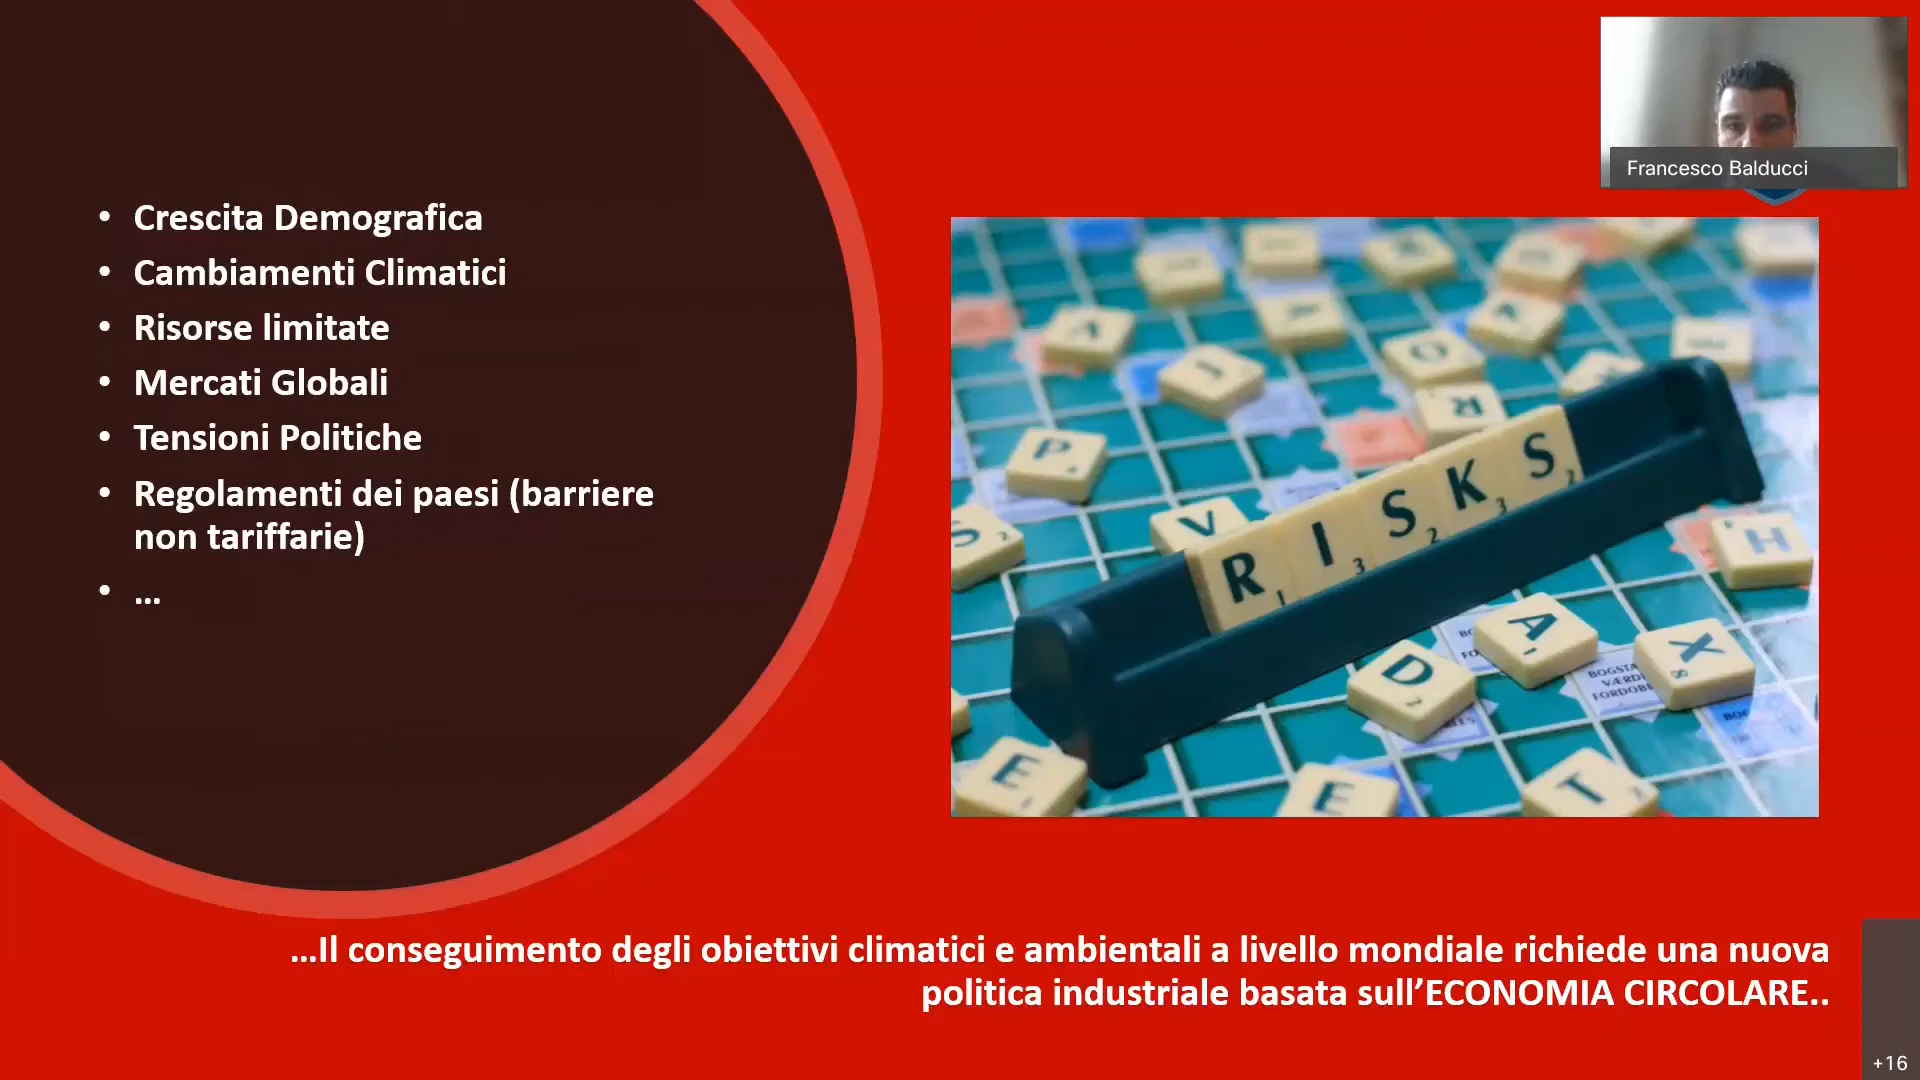 Francesco Balducci
• Crescita Demografica
• Cambiamenti Climatici
• Risorse limitate
• Mercati Globali
• Tensioni Politiche
• Regolamenti dei paesi (barriere
non tariffarie)
• ...
P
V
S
RISKS
H
D
A
X
E
E
T
...Il conseguimento degli obiettivi climatici e ambientali a livello mondiale richiede una nuova
politica industriale basata sull’ECONOMIA CIRCOLARE..
+16